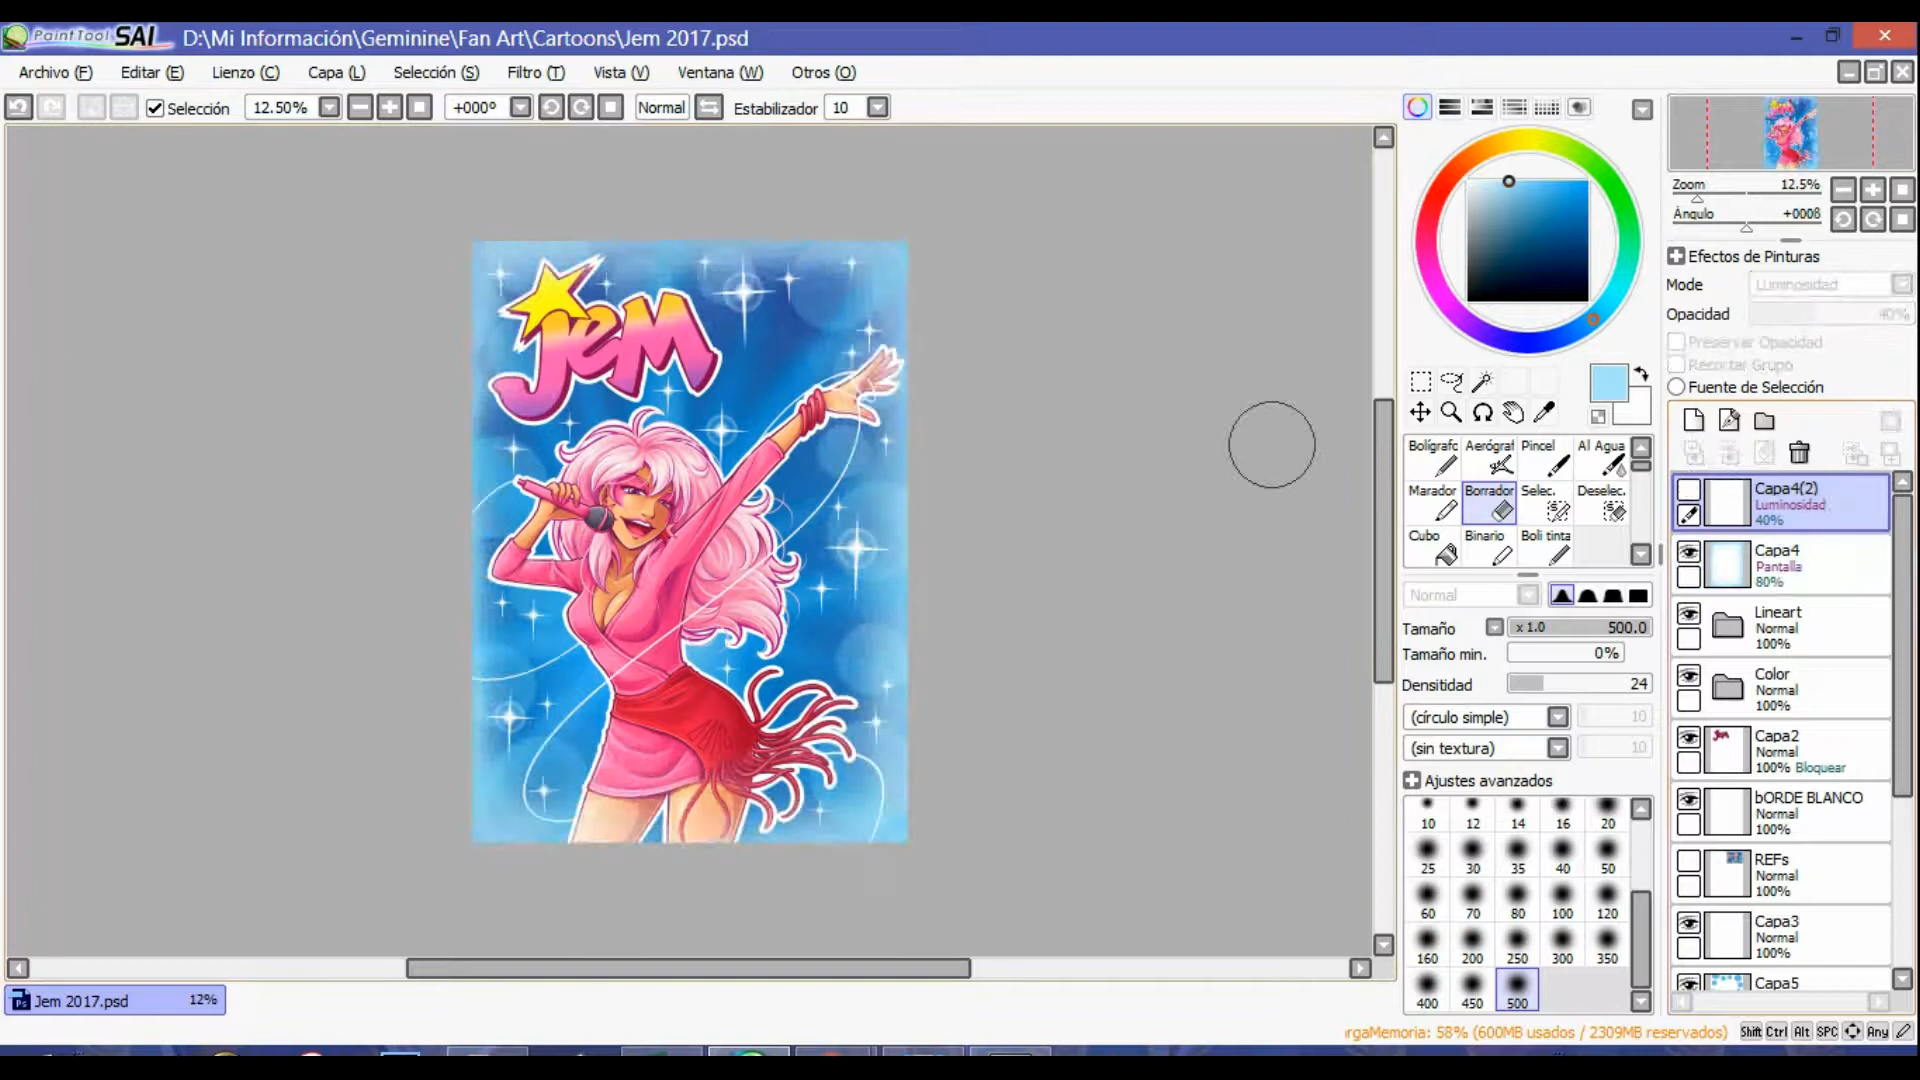 PaintTool SAI D:\Mi Información\Geminine\Fan Art\Cartoons\Jem 2017.psd
Archivo (F) Editar (E) Lienzo (C) Capa (L) Selección (S) Filtro (T) Vista (V) Ventana (W) Otros (O)
Selección 12.50% +000º Normal Estabilizador 10
Zoom 12.5%
Ángulo +000ß
Efectos de Pinturas
Mode Luminosidad
Opacidad 40%
Preservar Opacidad
Recortar Grupo
Fuente de Selección
Jem
Bolígrafo Aerógraf Pincel Al Agua
Marador Borrador Selec. Deselec.
Cubo Binario Boli tinta
Normal
Tamaño x 1.0 500.0
Tamaño min. 0%
Densitidad 24
(círculo simple) 10
(sin textura) 10
Ajustes avanzados
10 12 14 16 20
25 30 35 40 50
60 70 80 100 120
160 200 250 300 350
400 450 500
Capa4(2)
Luminosidad
40%
Capa4
Pantalla
80%
Lineart
Normal
100%
Color
Normal
100%
Capa2
Normal
100% Bloquear
bORDE BLANCO
Normal
100%
REFs
Normal
100%
Capa3
Normal
100%
Capa5
Jem 2017.psd 12%
rgaMemoria: 58% (600MB usados / 2309MB reservados) Shift Ctrl Alt SPC Any